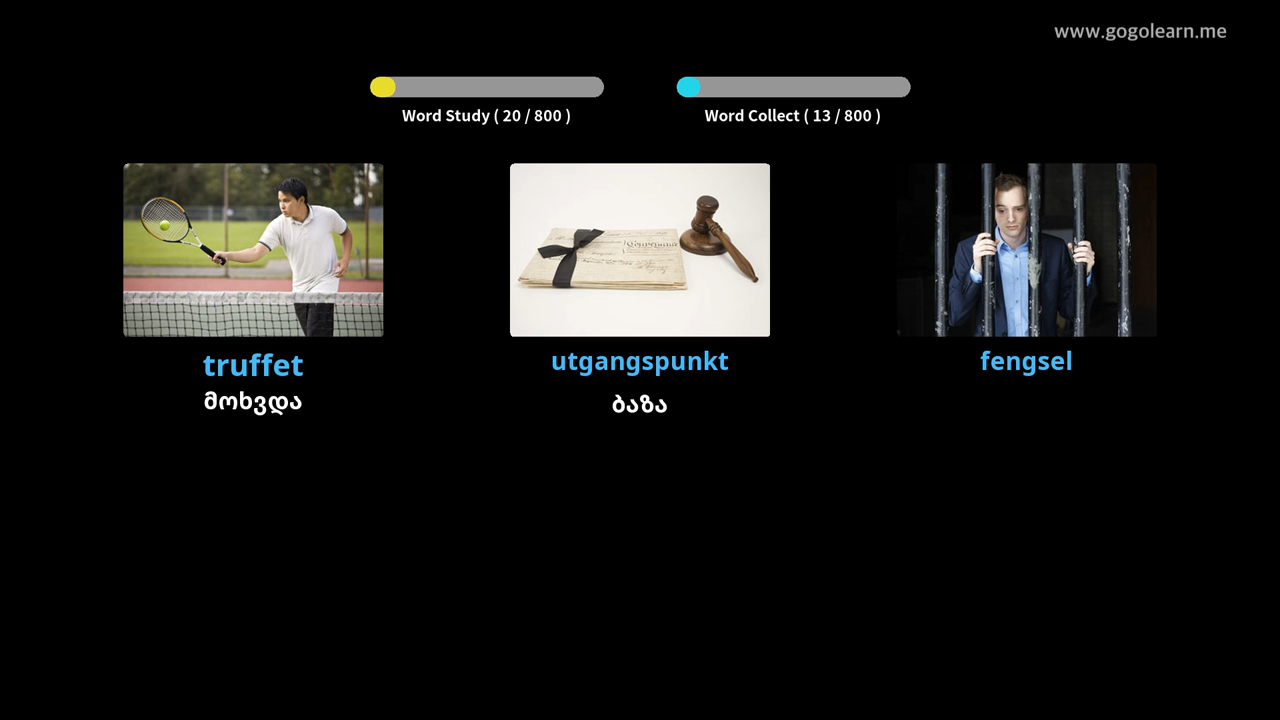 www.gogolearn.me
Word Study ( 20 / 800 )
Word Collect ( 13 / 800 )
truffet
მოხვდა
utgangspunkt
ბაზა
fengsel